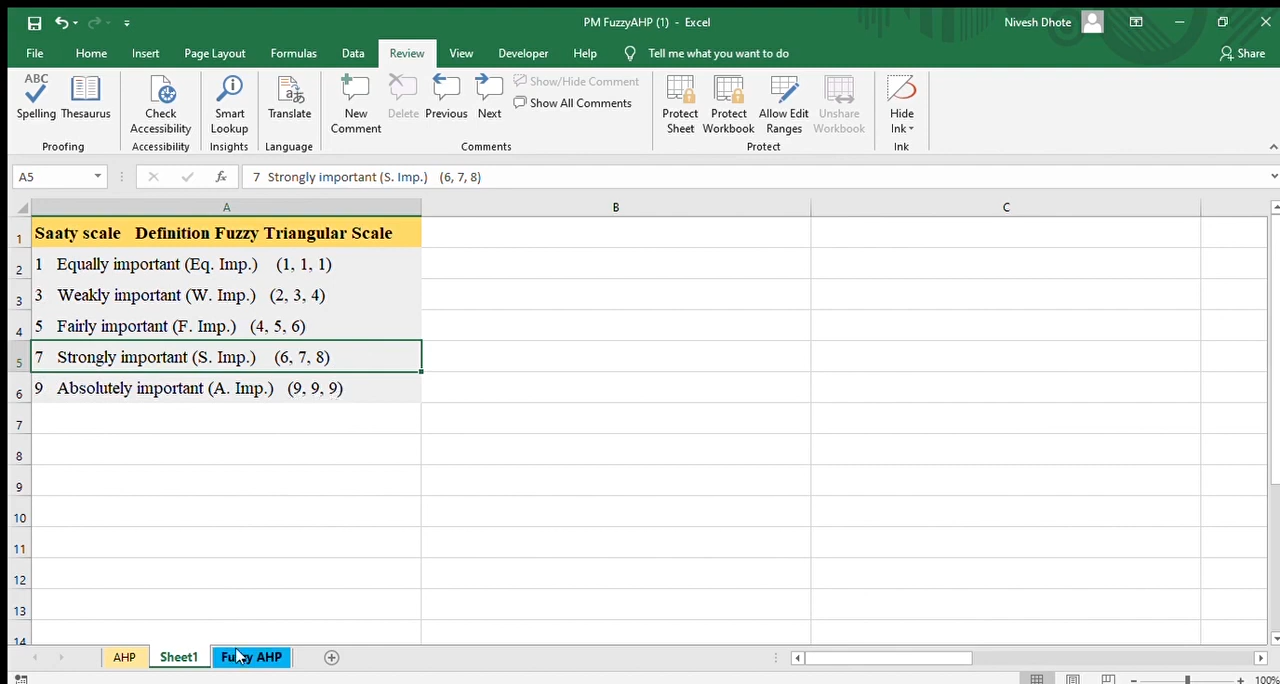 PM FuzzyAHP (1) - Excel
Nivesh Dhote
File Home Insert Page Layout Formulas Data Review View Developer Help Tell me what you want to do Share
ABC
Spelling Thesaurus
Check Accessibility
Smart Lookup
Translate
New Comment
Delete Previous Next
Show/Hide Comment
Show All Comments
Protect Sheet
Protect Workbook
Allow Edit Ranges
Unshare Workbook
Hide Ink
Proofing Accessibility Insights Language Comments Protect Ink
A5 fx 7 Strongly important (S. Imp.) (6, 7, 8)
A B C
1 Saaty scale Definition Fuzzy Triangular Scale
2 1 Equally important (Eq. Imp.) (1, 1, 1)
3 3 Weakly important (W. Imp.) (2, 3, 4)
4 5 Fairly important (F. Imp.) (4, 5, 6)
5 7 Strongly important (S. Imp.) (6, 7, 8)
6 9 Absolutely important (A. Imp.) (9, 9, 9)
7
8
9
10
11
12
13
14
AHP Sheet1 Fuzzy AHP
100%